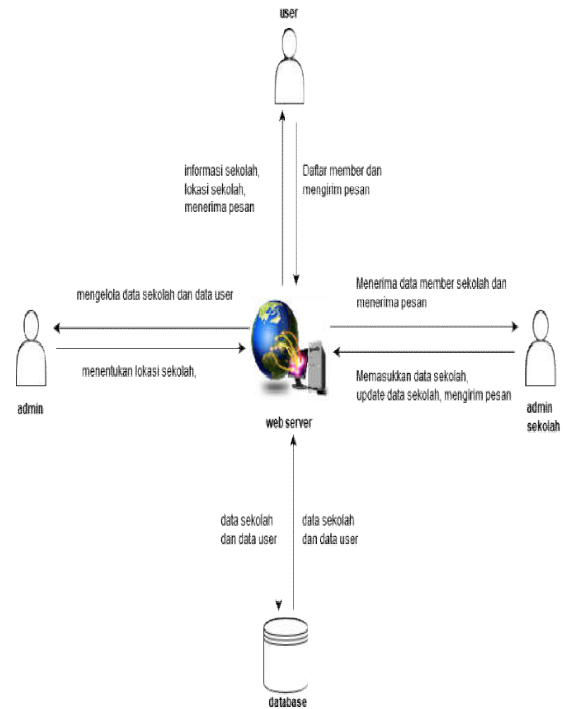 user
informasi sekolah,
lokasi sekolah,
menerima pesan
Daftar member dan
mengirim pesan
mengelola data sekolah dan data user
menentukan lokasi sekolah,
admin
web server
Menerima data member sekolah dan
menerima pesan
Memasukkan data sekolah,
update data sekolah, mengirim pesan
admin
sekolah
data sekolah
dan data user
data sekolah
dan data user
database